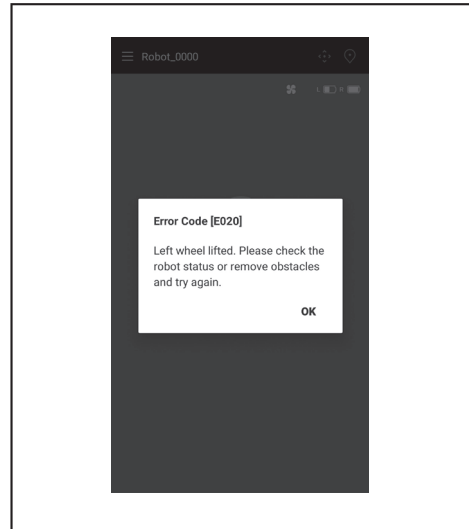 Robot_0000
L R
Error Code [E020]
Left wheel lifted. Please check the
robot status or remove obstacles
and try again.
OK